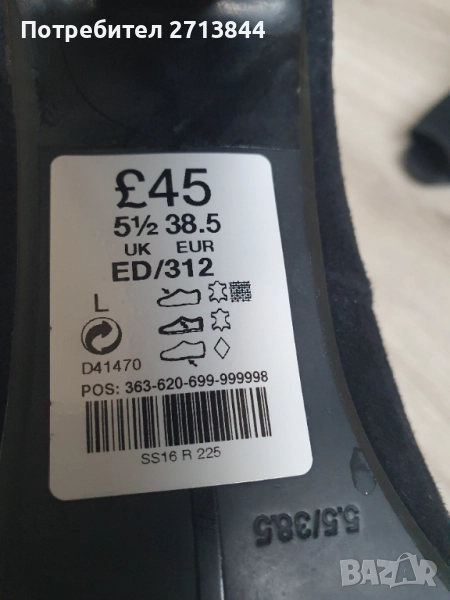 Потребител 2713844
£45
5½ 38.5
UK EUR
ED/312
L
D41470
POS: 363-620-699-999998
SS16 R 225
5.5/38.5
BAZAR